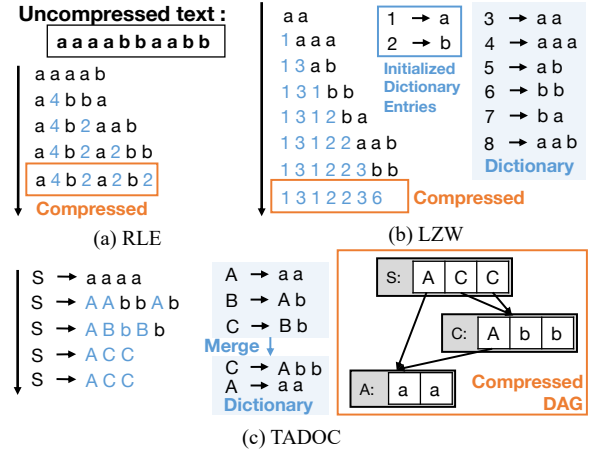 Uncompressed text :
a a a a b b a a b b
a a a a b
a 4 b b a
a 4 b 2 a a b
a 4 b 2 a 2 b b
a 4 b 2 a 2 b 2
Compressed
(a) RLE
a a
1 a a a
1 3 a b
1 3 1 b b
1 3 1 2 b a
1 3 1 2 2 a a b
1 3 1 2 2 3 b b
1 3 1 2 2 3 6
Compressed
1 → a
2 → b
Initialized
Dictionary
Entries
3 → a a
4 → a a a
5 → a b
6 → b b
7 → b a
8 → a a b
Dictionary
(b) LZW
S → a a a a
S → A A b b A b
S → A B b B b
S → A C C
S → A C C
A → a a
B → A b
C → B b
Merge
C → A b b
A → a a
Dictionary
S: A C C
C: A b b
A: a a
Compressed
DAG
(c) TADOC